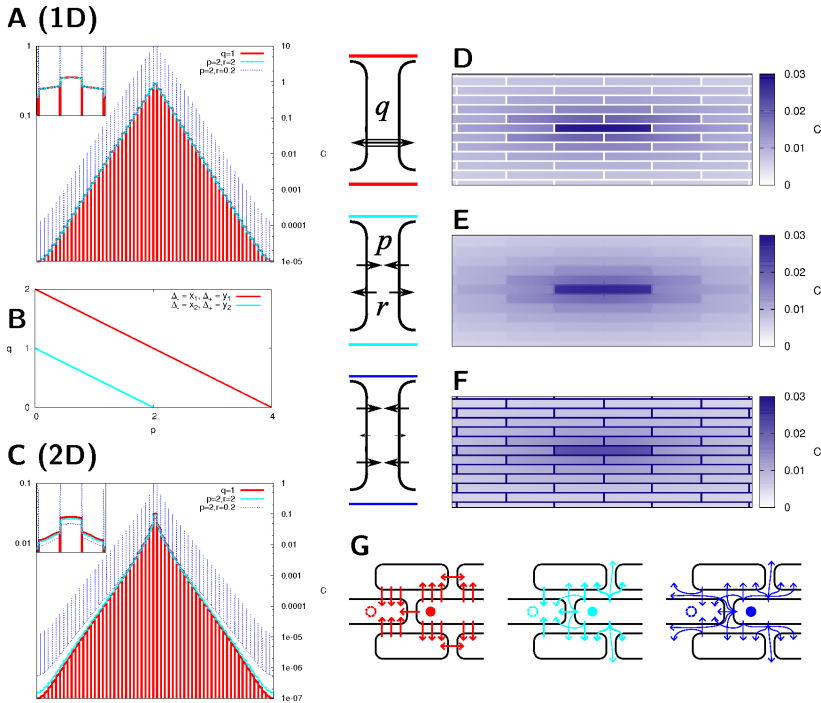 A (1D)
1
0.1
q=1
p=2,r=2
p=2,r=0.2
10
1
0.1
0.01
0.001
0.0001
1e-05
C
B
2
1
0
q
0
2
4
p
Δ- = x1, Δ+ = y1
Δ- = x2, Δ+ = y2
C (2D)
0.1
0.01
q=1
p=2,r=2
p=2,r=0.2
1
0.1
0.01
0.001
0.0001
1e-05
1e-06
1e-07
C
q
p
r
D
0.03
0.02
0.01
0
C
E
0.03
0.02
0.01
0
C
F
0.03
0.02
0.01
0
C
G